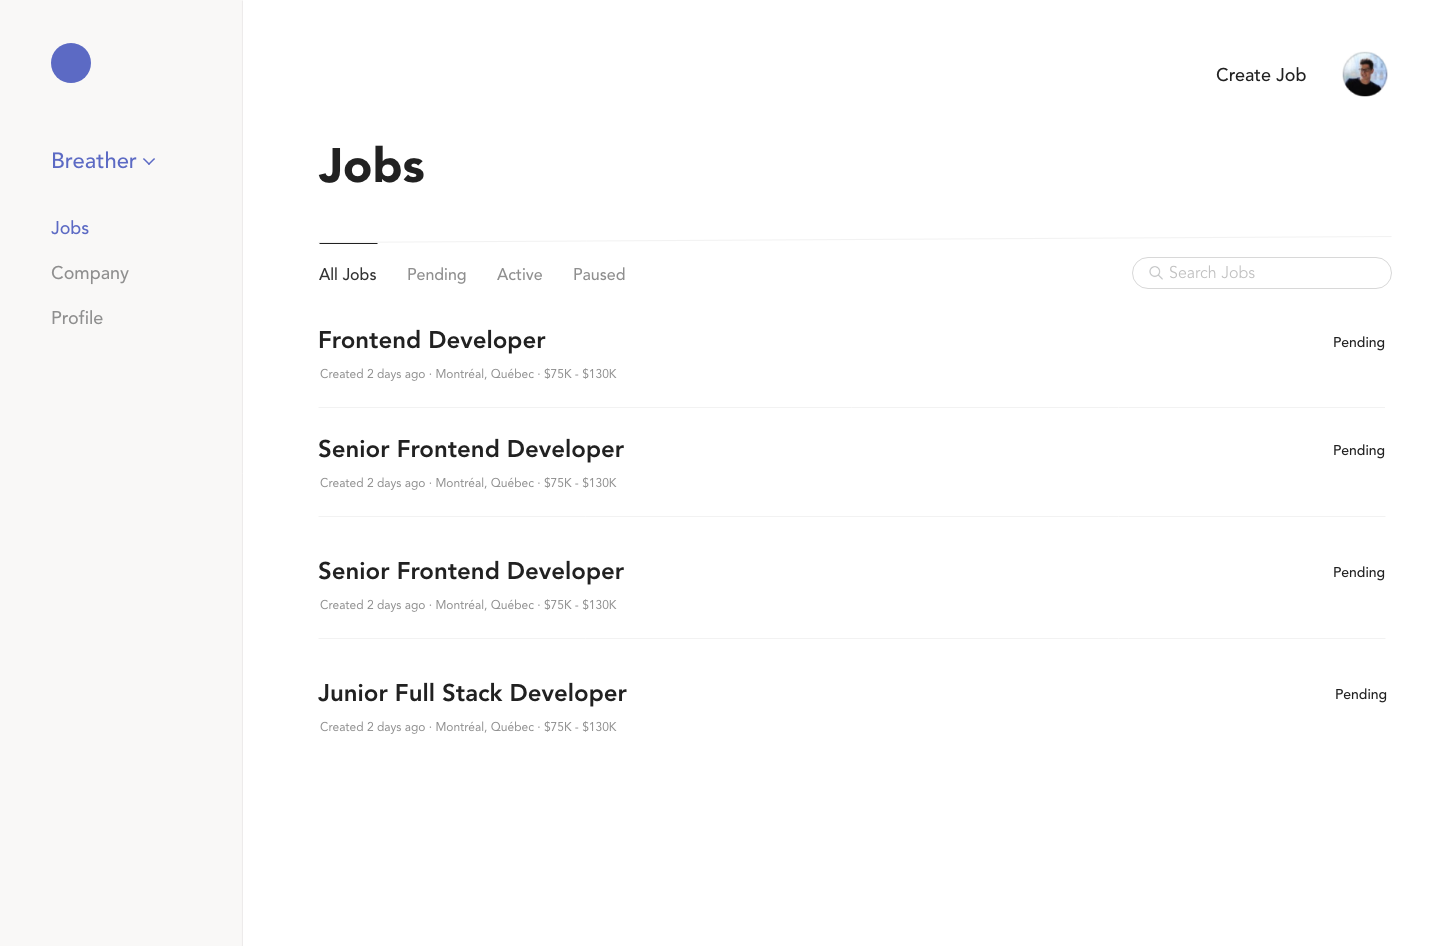 Breather
Jobs
Company
Profile
Create Job
Jobs
All Jobs Pending Active Paused Search Jobs
Frontend Developer Pending
Created 2 days ago · Montréal, Québec · $75K - $130K
Senior Frontend Developer Pending
Created 2 days ago · Montréal, Québec · $75K - $130K
Senior Frontend Developer Pending
Created 2 days ago · Montréal, Québec · $75K - $130K
Junior Full Stack Developer Pending
Created 2 days ago · Montréal, Québec · $75K - $130K